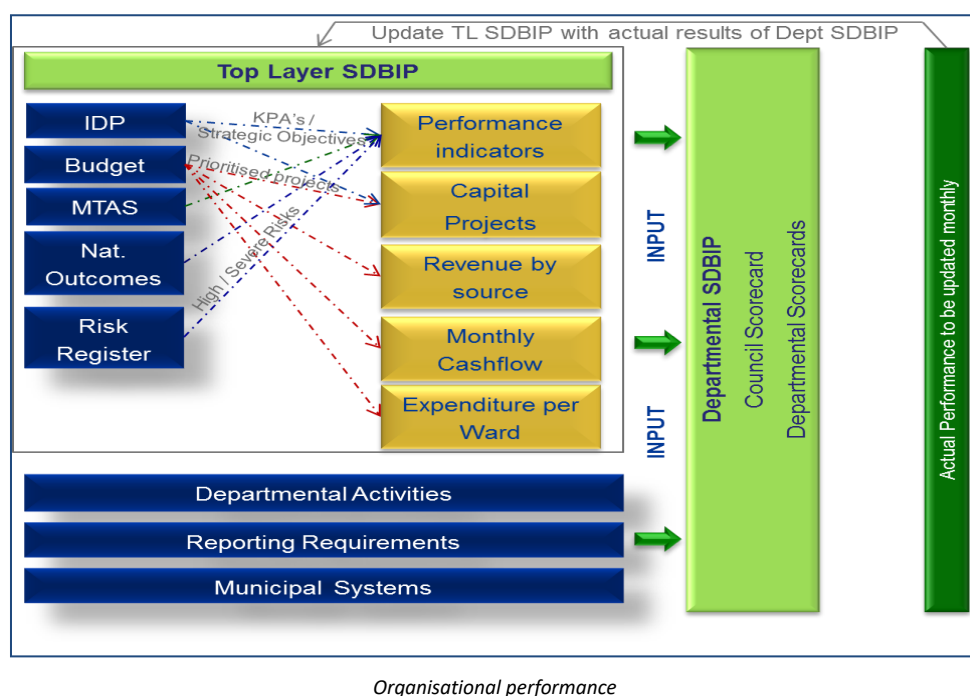 Update TL SDBIP with actual results of Dept SDBIP
Top Layer SDBIP
IDP
Budget
MTAS
Nat.
Outcomes
Risk
Register
KPA's /
Strategic Objectives
Prioritised projects
High / Severe Risks
Performance
indicators
Capital
Projects
Revenue by
source
Monthly
Cashflow
Expenditure per
Ward
INPUT
INPUT
Departmental SDBIP
Council Scorecard
Departmental Scorecards
Actual Performance to be updated monthly
Departmental Activities
Reporting Requirements
Municipal Systems
Organisational performance